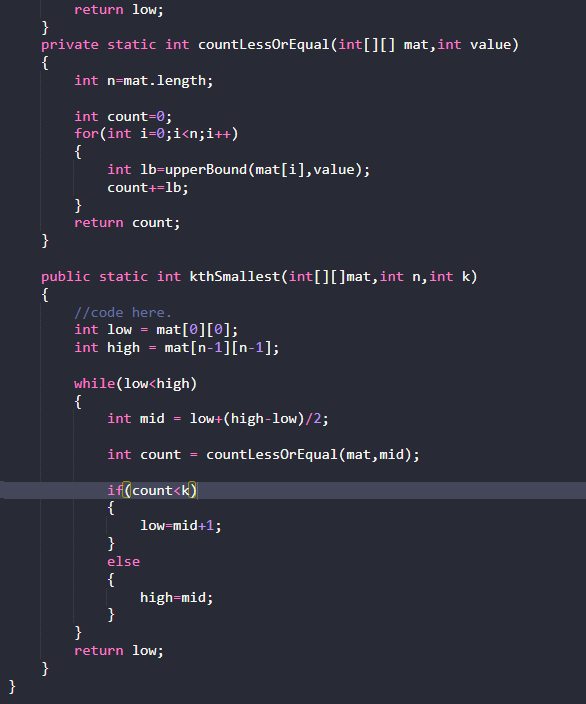 return low;
    }
    private static int countLessOrEqual(int[][] mat,int value)
    {
        int n=mat.length;

        int count=0;
        for(int i=0;i<n;i++)
        {
            int lb=upperBound(mat[i],value);
            count+=lb;
        }
        return count;
    }

    public static int kthSmallest(int[][]mat,int n,int k)
    {
        //code here.
        int low = mat[0][0];
        int high = mat[n-1][n-1];

        while(low<high)
        {
            int mid = low+(high-low)/2;

            int count = countLessOrEqual(mat,mid);

            if(count<k)
            {
                low=mid+1;
            }
            else
            {
                high=mid;
            }
        }
        return low;
    }
}